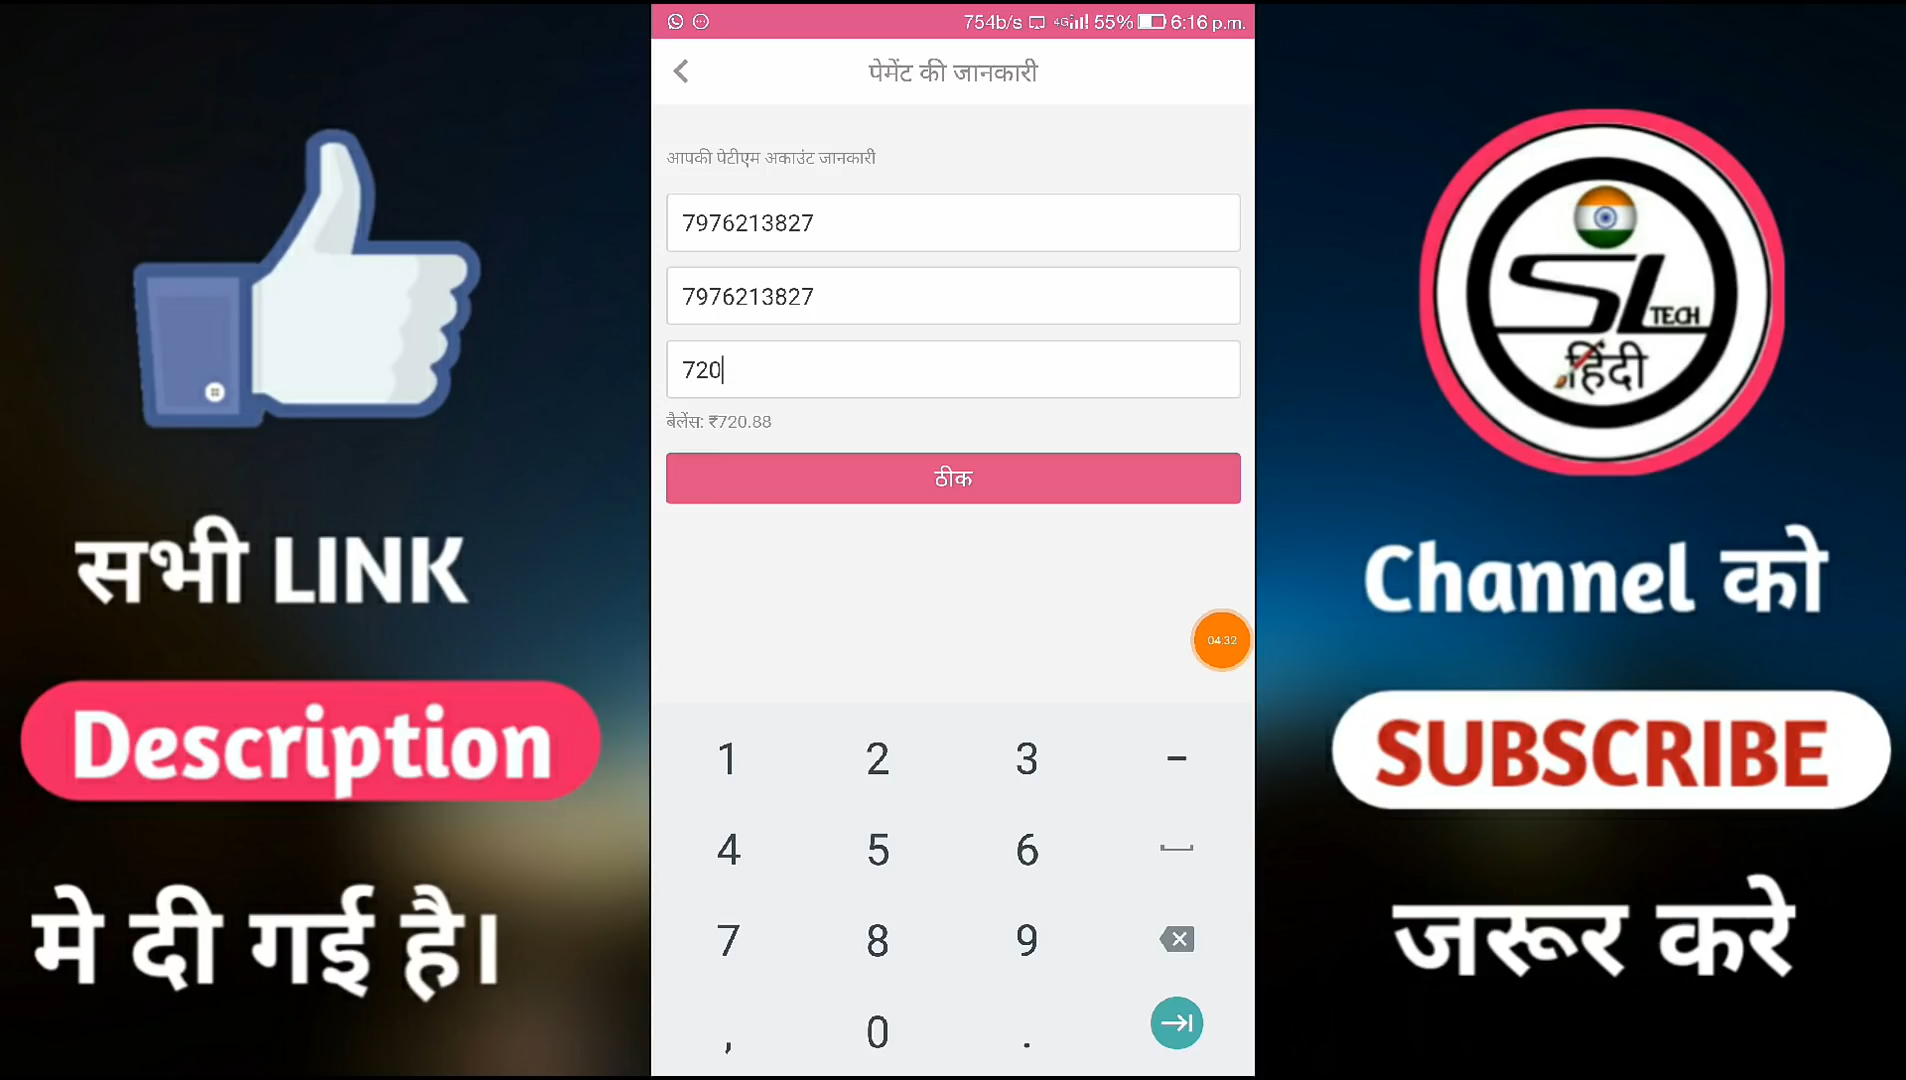 754b/s 4G 55% 6:16 p.m.
पेमेंट की जानकारी
आपकी पेटीएम अकाउंट जानकारी
7976213827
7976213827
720
बैलेंस: ₹720.88
ठीक
04:32
1 2 3 -
4 5 6
7 8 9
, 0 .
सभी LINK
Description
मे दी गई है।
SL
TECH
हिंदी
Channel को
SUBSCRIBE
जरूर करे